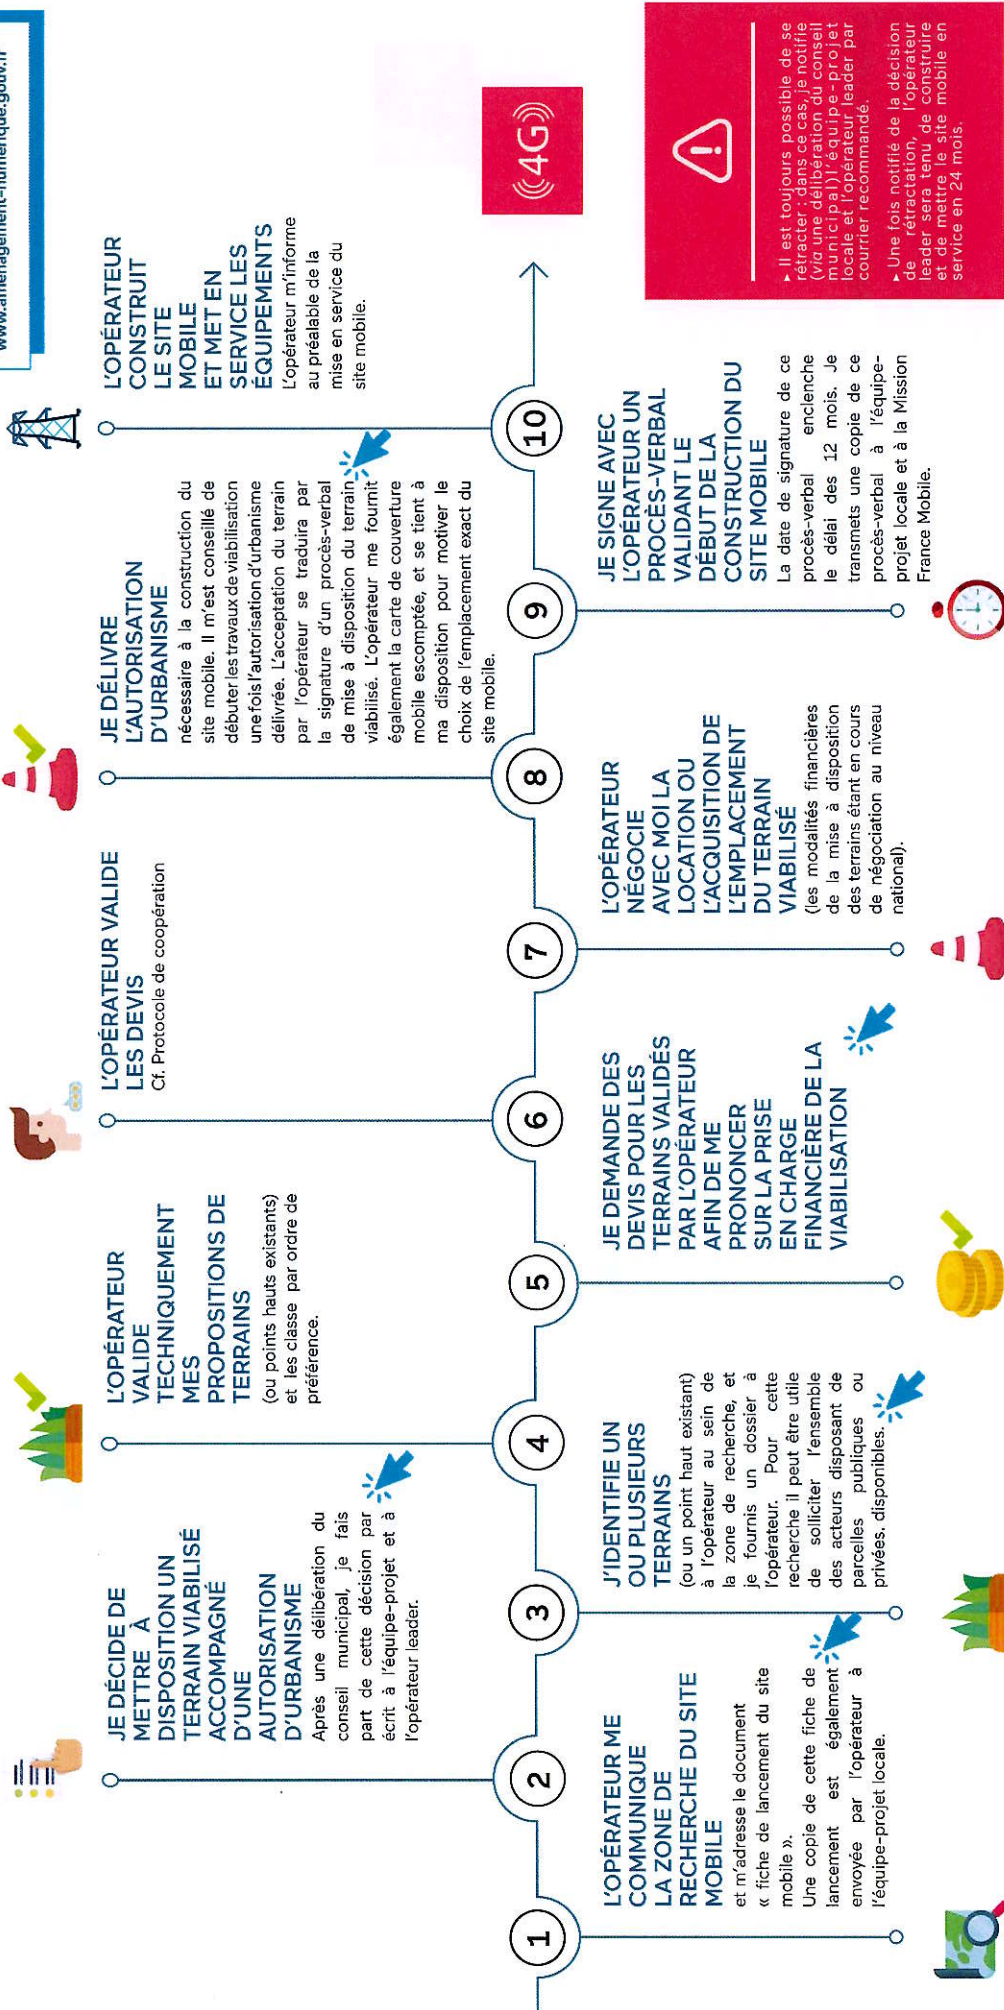 www.amenagement-numerique.gouv.fr
1
L'OPÉRATEUR ME
COMMUNIQUE
LA ZONE DE
RECHERCHE DU SITE
MOBILE
et m'adresse le document
« fiche de lancement du site
mobile ».
Une copie de cette fiche de
lancement est également
envoyée par l'opérateur à
l'équipe-projet locale.
2
JE DÉCIDE DE
METTRE À
DISPOSITION UN
TERRAIN VIABILISÉ
ACCOMPAGNÉ
D'UNE
AUTORISATION
D'URBANISME
Après une délibération du
conseil municipal, je fais
part de cette décision par
écrit à l'équipe-projet et à
l'opérateur leader.
3
J'IDENTIFIE UN
OU PLUSIEURS
TERRAINS
(ou un point haut existant)
à l'opérateur au sein de
la zone de recherche, et
je fournis un dossier à
l'opérateur. Pour cette
recherche il peut être utile
de solliciter l'ensemble
des acteurs disposant de
parcelles publiques ou
privées. disponibles.
4
L'OPÉRATEUR
VALIDE
TECHNIQUEMENT
MES
PROPOSITIONS DE
TERRAINS
(ou points hauts existants)
et les classe par ordre de
préférence.
5
JE DEMANDE DES
DEVIS POUR LES
TERRAINS VALIDÉS
PAR L'OPÉRATEUR
AFIN DE ME
PRONONCER
SUR LA PRISE
EN CHARGE
FINANCIÈRE DE LA
VIABILISATION
6
L'OPÉRATEUR VALIDE
LES DEVIS
Cf. Protocole de coopération
7
L'OPÉRATEUR
NÉGOCIE
AVEC MOI LA
LOCATION OU
L'ACQUISITION DE
L'EMPLACEMENT
DU TERRAIN
VIABILISÉ
(les modalités financières
de la mise à disposition
des terrains étant en cours
de négociation au niveau
national).
8
JE DÉLIVRE
L'AUTORISATION
D'URBANISME
nécessaire à la construction du
site mobile. Il m'est conseillé de
débuter les travaux de viabilisation
une fois l'autorisation d'urbanisme
délivrée. L'acceptation du terrain
par l'opérateur se traduira par
la signature d'un procès-verbal
de mise à disposition du terrain
viabilisé. L'opérateur me fournit
également la carte de couverture
mobile escomptée, et se tient à
ma disposition pour motiver le
choix de l'emplacement exact du
site mobile.
9
JE SIGNE AVEC
L'OPÉRATEUR UN
PROCÈS-VERBAL
VALIDANT LE
DÉBUT DE LA
CONSTRUCTION DU
SITE MOBILE
La date de signature de ce
procès-verbal enclenche
le délai des 12 mois. Je
transmets une copie de ce
procès-verbal à l'équipe-
projet locale et à la Mission
France Mobile.
10
L'OPÉRATEUR
CONSTRUIT
LE SITE
MOBILE
ET MET EN
SERVICE LES
ÉQUIPEMENTS
L'opérateur m'informe
au préalable de la
mise en service du
site mobile.
4G
▸ Il est toujours possible de se
rétracter : dans ce cas, je notifie
(via une délibération du conseil
municipal) l'équipe-projet
locale et l'opérateur leader par
courrier recommandé.
▸ Une fois notifié de la décision
de rétractation, l'opérateur
leader sera tenu de construire
et de mettre le site mobile en
service en 24 mois.